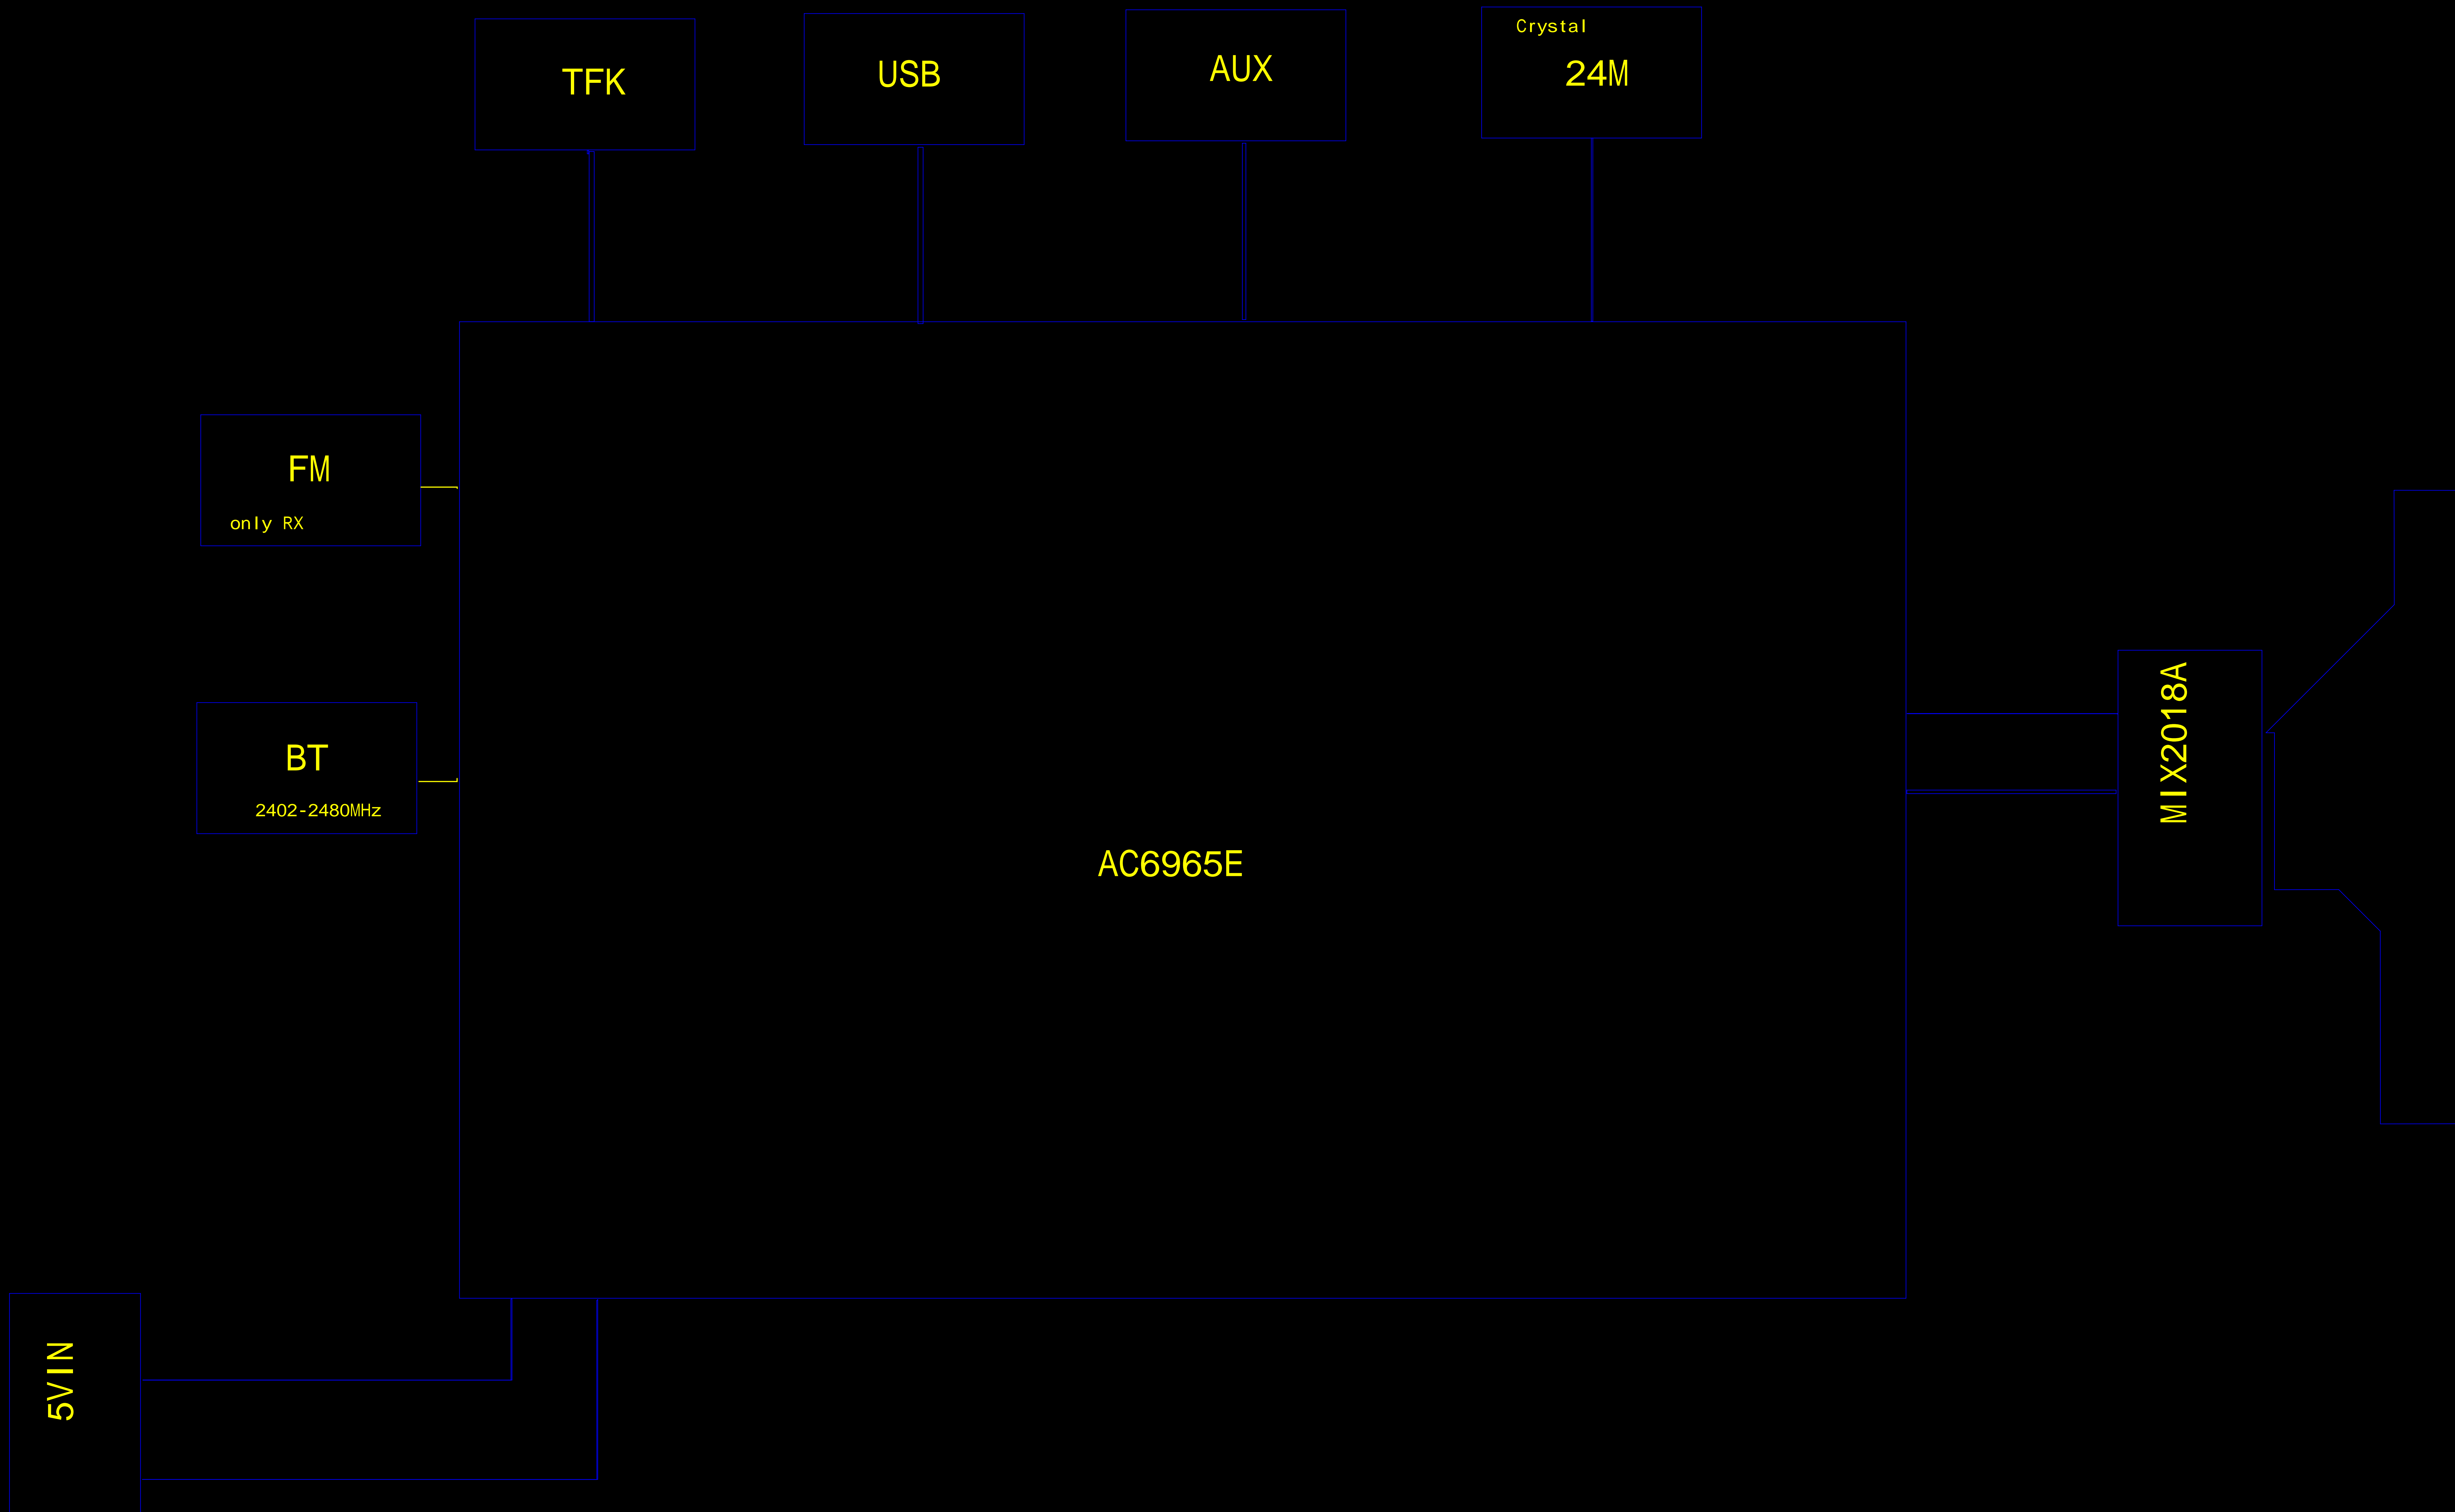 TFK
USB
AUX
Crystal
24M
FM
only RX
BT
2402-2480MHz
AC6965E
MIX2018A
5VIN